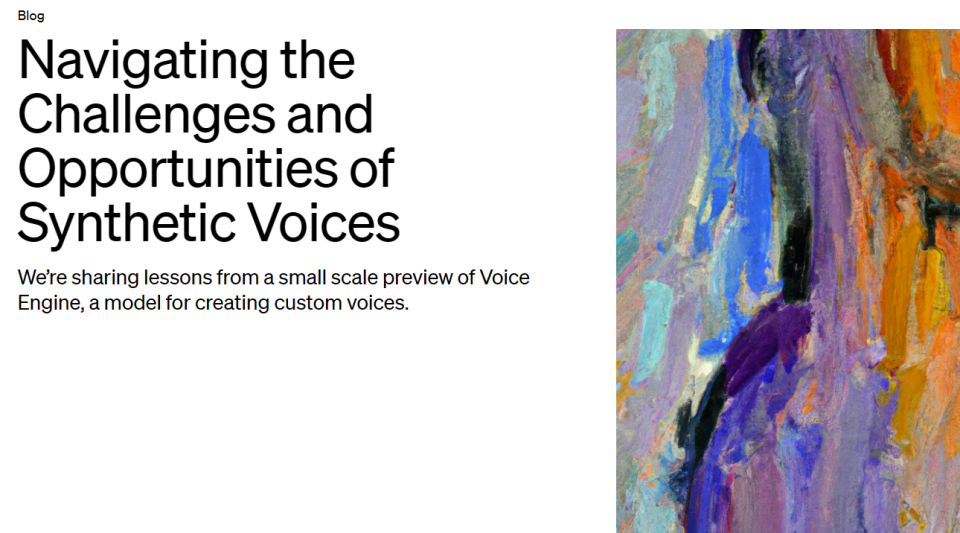 Blog
Navigating the
Challenges and
Opportunities of
Synthetic Voices
We’re sharing lessons from a small scale preview of Voice
Engine, a model for creating custom voices.